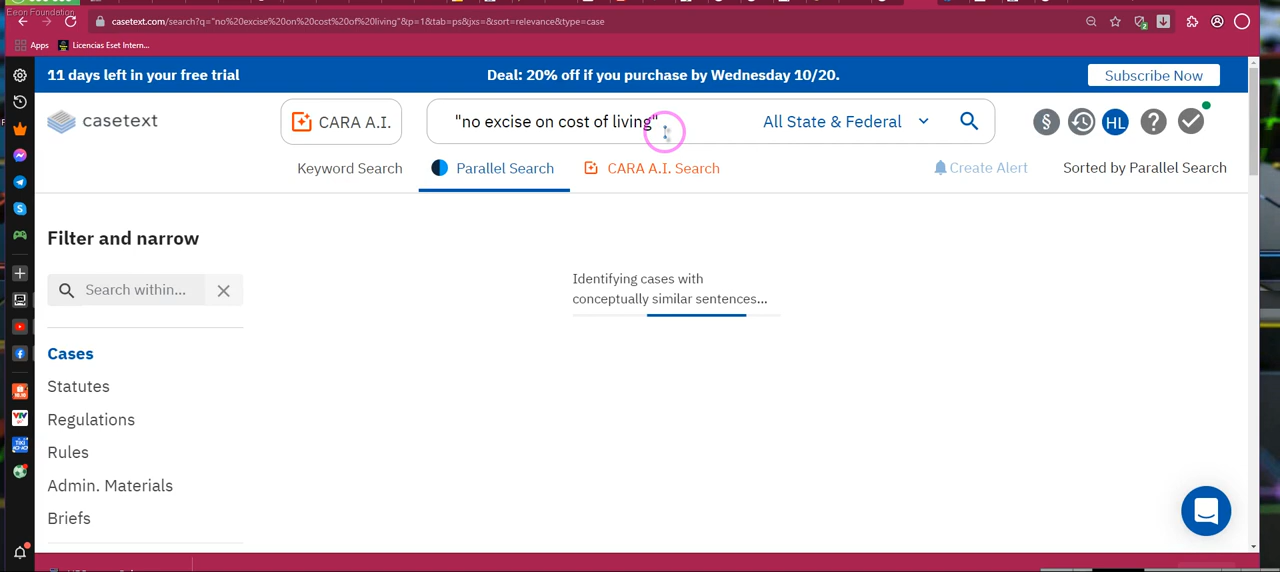 Eeon Foundation
casetext.com/search?q="no%20excise%20on%20cost%20of%20living"&p=1&tab=ps&jxs=&sort=relevance&type=case
Apps Licencias Eset Intern...
11 days left in your free trial
Deal: 20% off if you purchase by Wednesday 10/20.
Subscribe Now
casetext
CARA A.I.
"no excise on cost of living"
All State & Federal
§
HL
?
Keyword Search
Parallel Search
CARA A.I. Search
Create Alert
Sorted by Parallel Search
Filter and narrow
Search within...
Identifying cases with
conceptually similar sentences...
Cases
Statutes
Regulations
Rules
Admin. Materials
Briefs